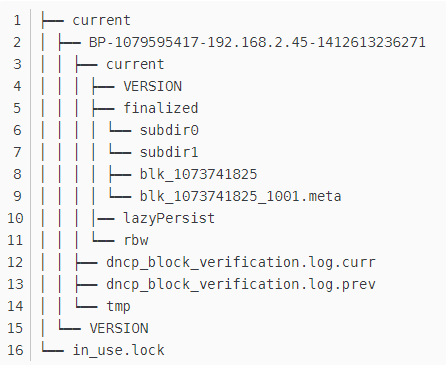 1 ├── current
2 │ ├── BP-1079595417-192.168.2.45-1412613236271
3 │ │ ├── current
4 │ │ │ ├── VERSION
5 │ │ │ ├── finalized
6 │ │ │ │ └── subdir0
7 │ │ │ │ └── subdir1
8 │ │ │ │ ├── blk_1073741825
9 │ │ │ │ └── blk_1073741825_1001.meta
10 │ │ │ │── lazyPersist
11 │ │ │ └── rbw
12 │ │ ├── dncp_block_verification.log.curr
13 │ │ ├── dncp_block_verification.log.prev
14 │ │ └── tmp
15 │ └── VERSION
16 └── in_use.lock